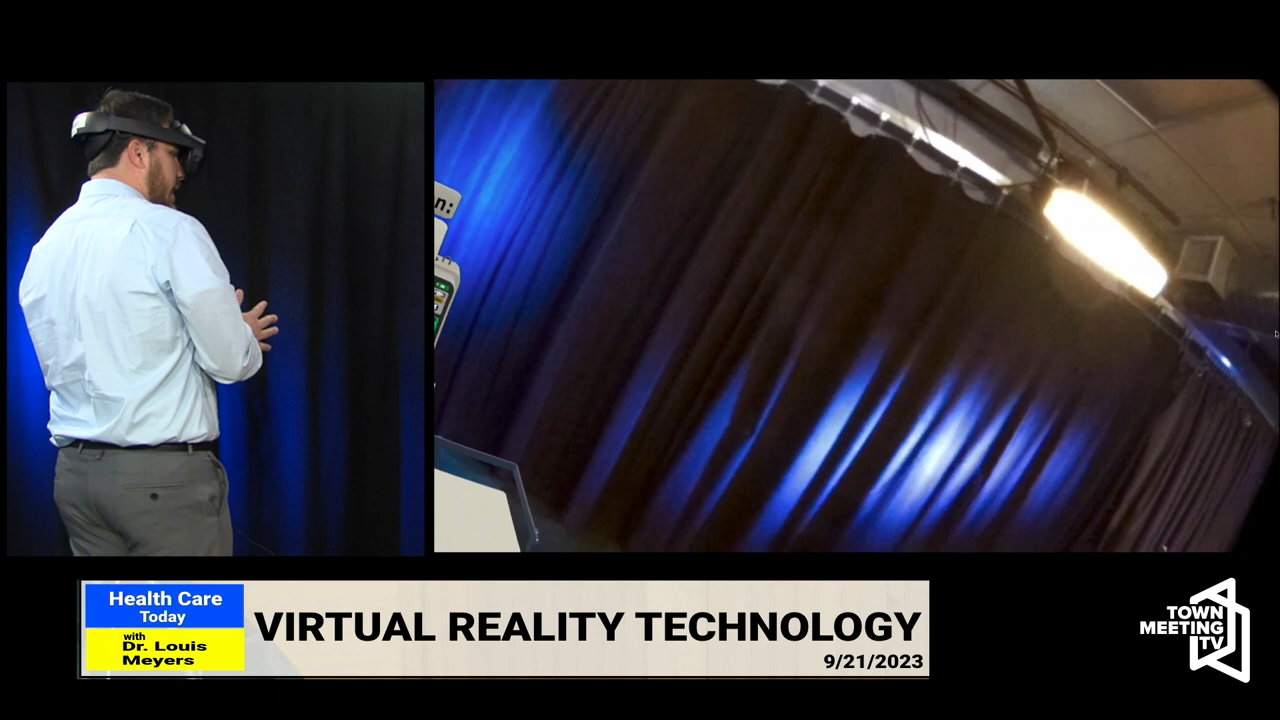 n:
Health Care
Today
with
Dr. Louis
Meyers
VIRTUAL REALITY TECHNOLOGY
9/21/2023
TOWN
MEETING
TV